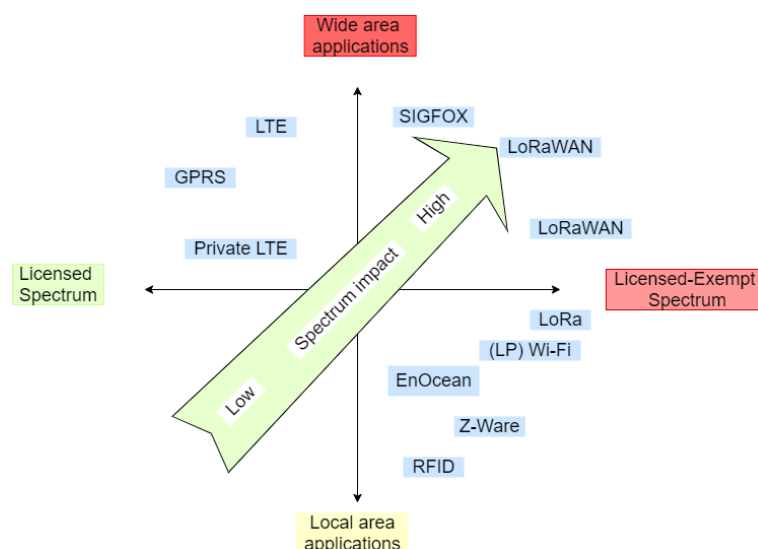 Wide area
applications
SIGFOX
LTE
LoRaWAN
GPRS
High
LoRaWAN
Private LTE
Spectrum impact
Licensed
Spectrum
Licensed-Exempt
Spectrum
LoRa
(LP) Wi-Fi
EnOcean
Low
Z-Ware
RFID
Local area
applications